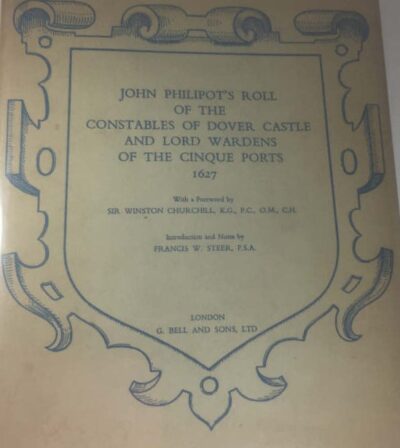 JOHN PHILIPOT'S ROLL
OF THE
CONSTABLES OF DOVER CASTLE
AND LORD WARDENS
OF THE CINQUE PORTS
1627
With a Foreword by
SIR WINSTON CHURCHILL, K.G., P.C., O.M., C.H.
Introduction and Notes by
FRANCIS W. STEER, F.S.A.
LONDON
G. BELL AND SONS, LTD